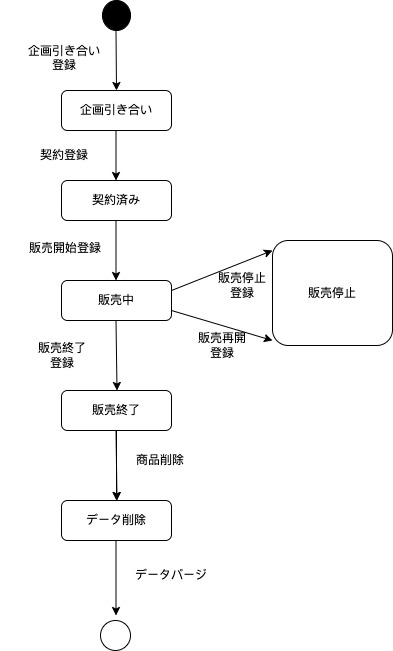 企画引き合い
登録
企画引き合い
契約登録
契約済み
販売開始登録
販売中
販売停止
登録
販売停止
販売再開
登録
販売終了
登録
販売終了
商品削除
データ削除
データパージ